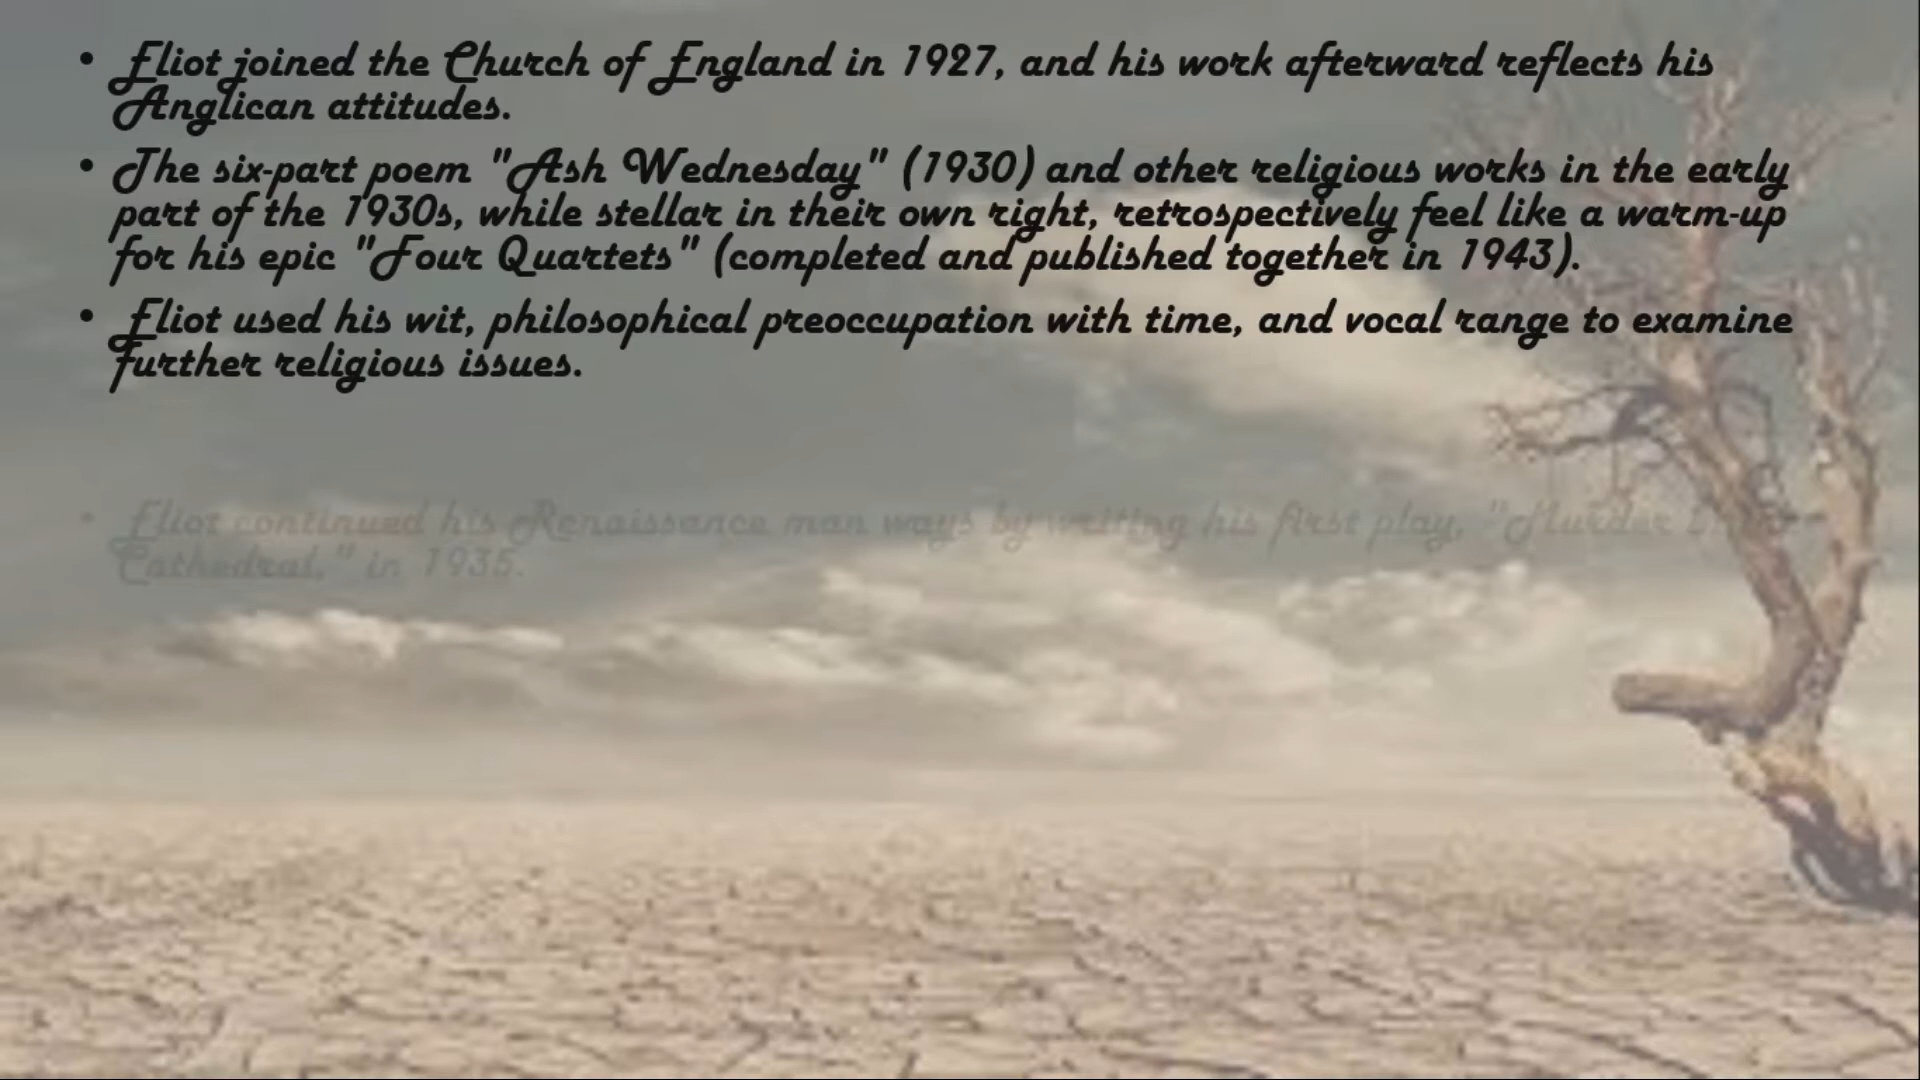 • Eliot joined the Church of England in 1927, and his work afterward reflects his
Anglican attitudes.
• The six-part poem "Ash Wednesday" (1930) and other religious works in the early
part of the 1930s, while stellar in their own right, retrospectively feel like a warm-up
for his epic "Four Quartets" (completed and published together in 1943).
• Eliot used his wit, philosophical preoccupation with time, and vocal range to examine
further religious issues.
• Eliot continued his Renaissance man ways by writing his first play, "Murder
Cathedral," in 1935.